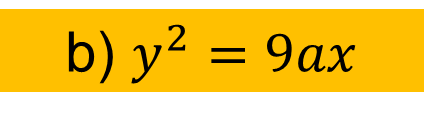 b) y² = 9ax